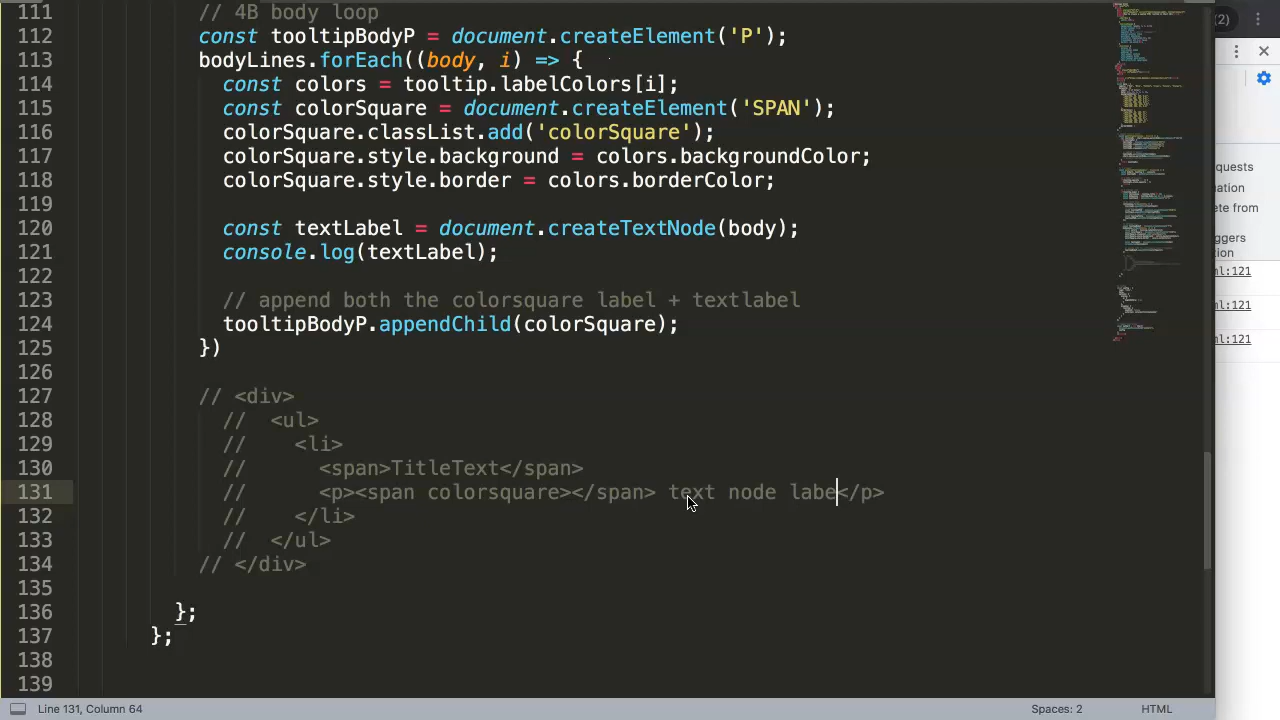 111 // 4B body loop
112 const tooltipBodyP = document.createElement('P');
113 bodyLines.forEach((body, i) => {
114 const colors = tooltip.labelColors[i];
115 const colorSquare = document.createElement('SPAN');
116 colorSquare.classList.add('colorSquare');
117 colorSquare.style.background = colors.backgroundColor;
118 colorSquare.style.border = colors.borderColor;
119
120 const textLabel = document.createTextNode(body);
121 console.log(textLabel);
122
123 // append both the colorsquare label + textlabel
124 tooltipBodyP.appendChild(colorSquare);
125 })
126
127 // <div>
128 // <ul>
129 // <li>
130 // <span>TitleText</span>
131 // <p><span colorsquare></span> text node labe</p>
132 // </li>
133 // </ul>
134 // </div>
135
136 };
137 };
138
139
Line 131, Column 64
Spaces: 2
HTML
(2)
quests
uation
ete from
ggers
tion
ml:121
ml:121
ml:121